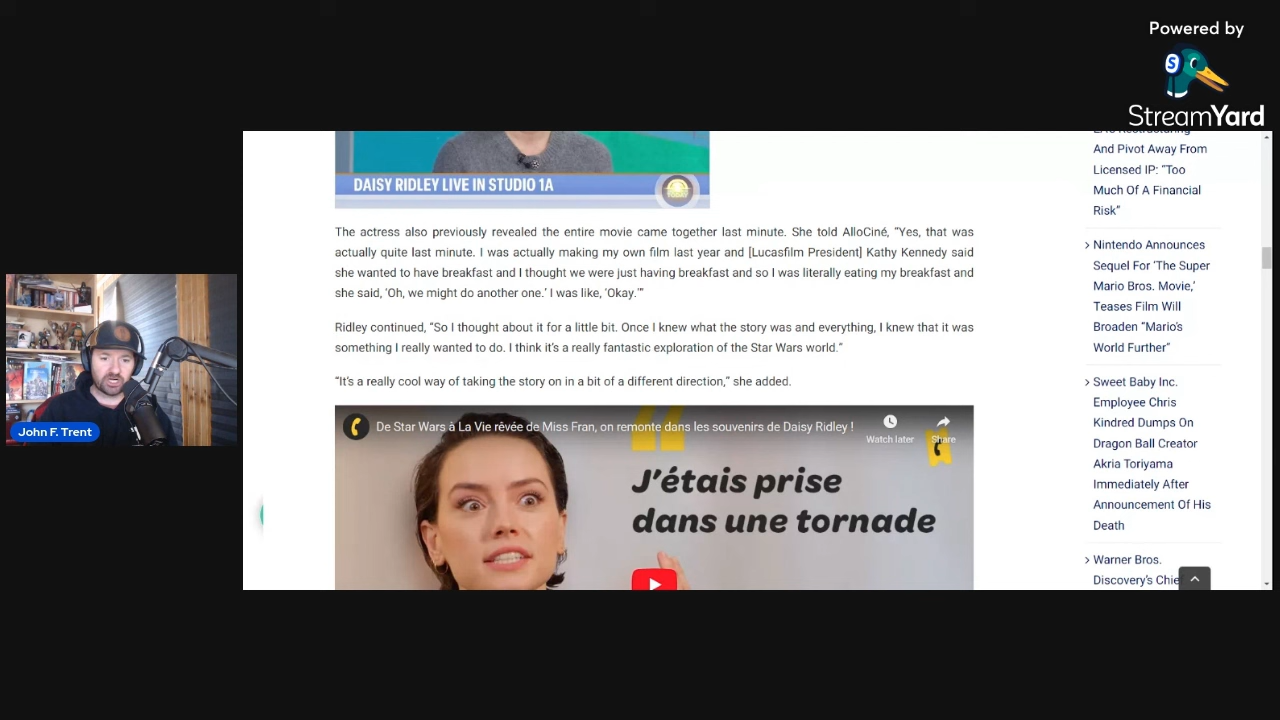 Powered by
StreamYard
DAISY RIDLEY LIVE IN STUDIO 1A
The actress also previously revealed the entire movie came together last minute. She told AlloCiné, “Yes, that was
actually quite last minute. I was actually making my own film last year and [Lucasfilm President] Kathy Kennedy said
she wanted to have breakfast and I thought we were just having breakfast and so I was literally eating my breakfast and
she said, ‘Oh, we might do another one.’ I was like, ‘Okay.’”
Ridley continued, “So I thought about it for a little bit. Once I knew what the story was and everything, I knew that it was
something I really wanted to do. I think it’s a really fantastic exploration of the Star Wars world.”
“It’s a really cool way of taking the story on in a bit of a different direction,” she added.
De Star Wars à La Vie rêvée de Miss Fran, on remonte dans les souvenirs de Daisy Ridley !
Watch later
Share
J’étais prise
dans une tornade
Restructuring
And Pivot Away From
Licensed IP: “Too
Much Of A Financial
Risk”
Nintendo Announces
Sequel For ‘The Super
Mario Bros. Movie,’
Teases Film Will
Broaden “Mario’s
World Further”
Sweet Baby Inc.
Employee Chris
Kindred Dumps On
Dragon Ball Creator
Akria Toriyama
Immediately After
Announcement Of His
Death
Warner Bros.
Discovery’s Chie
John F. Trent